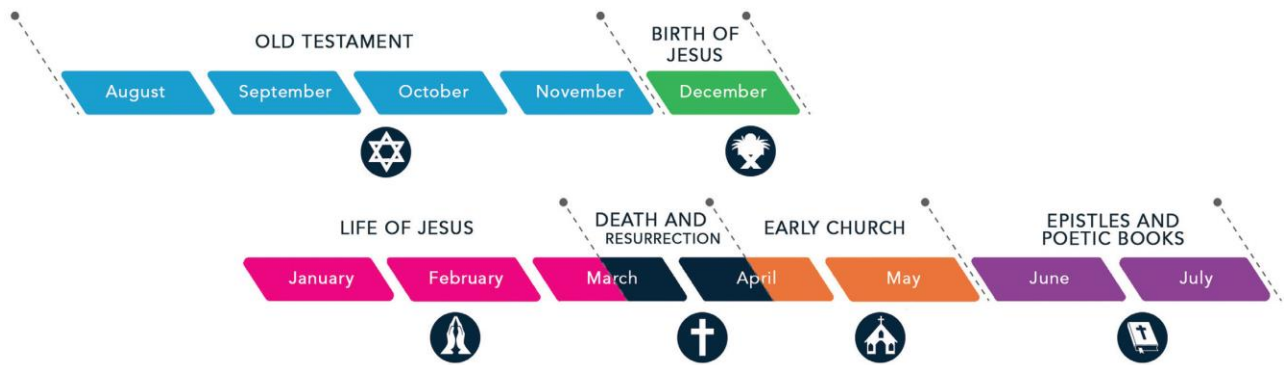 OLD TESTAMENT
BIRTH OF
JESUS
August September October November December
LIFE OF JESUS
DEATH AND
RESURRECTION
EARLY CHURCH
EPISTLES AND
POETIC BOOKS
January February March April May June July